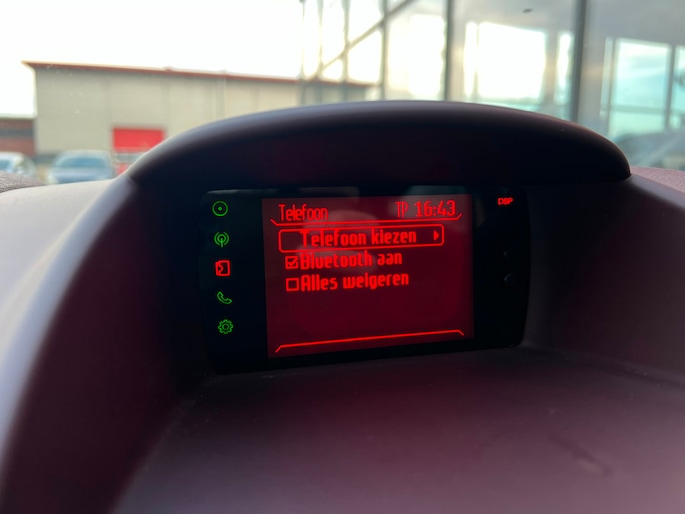 Telefoon TP 16:43
Telefoon kiezen
Bluetooth aan
Alles weigeren
DSP